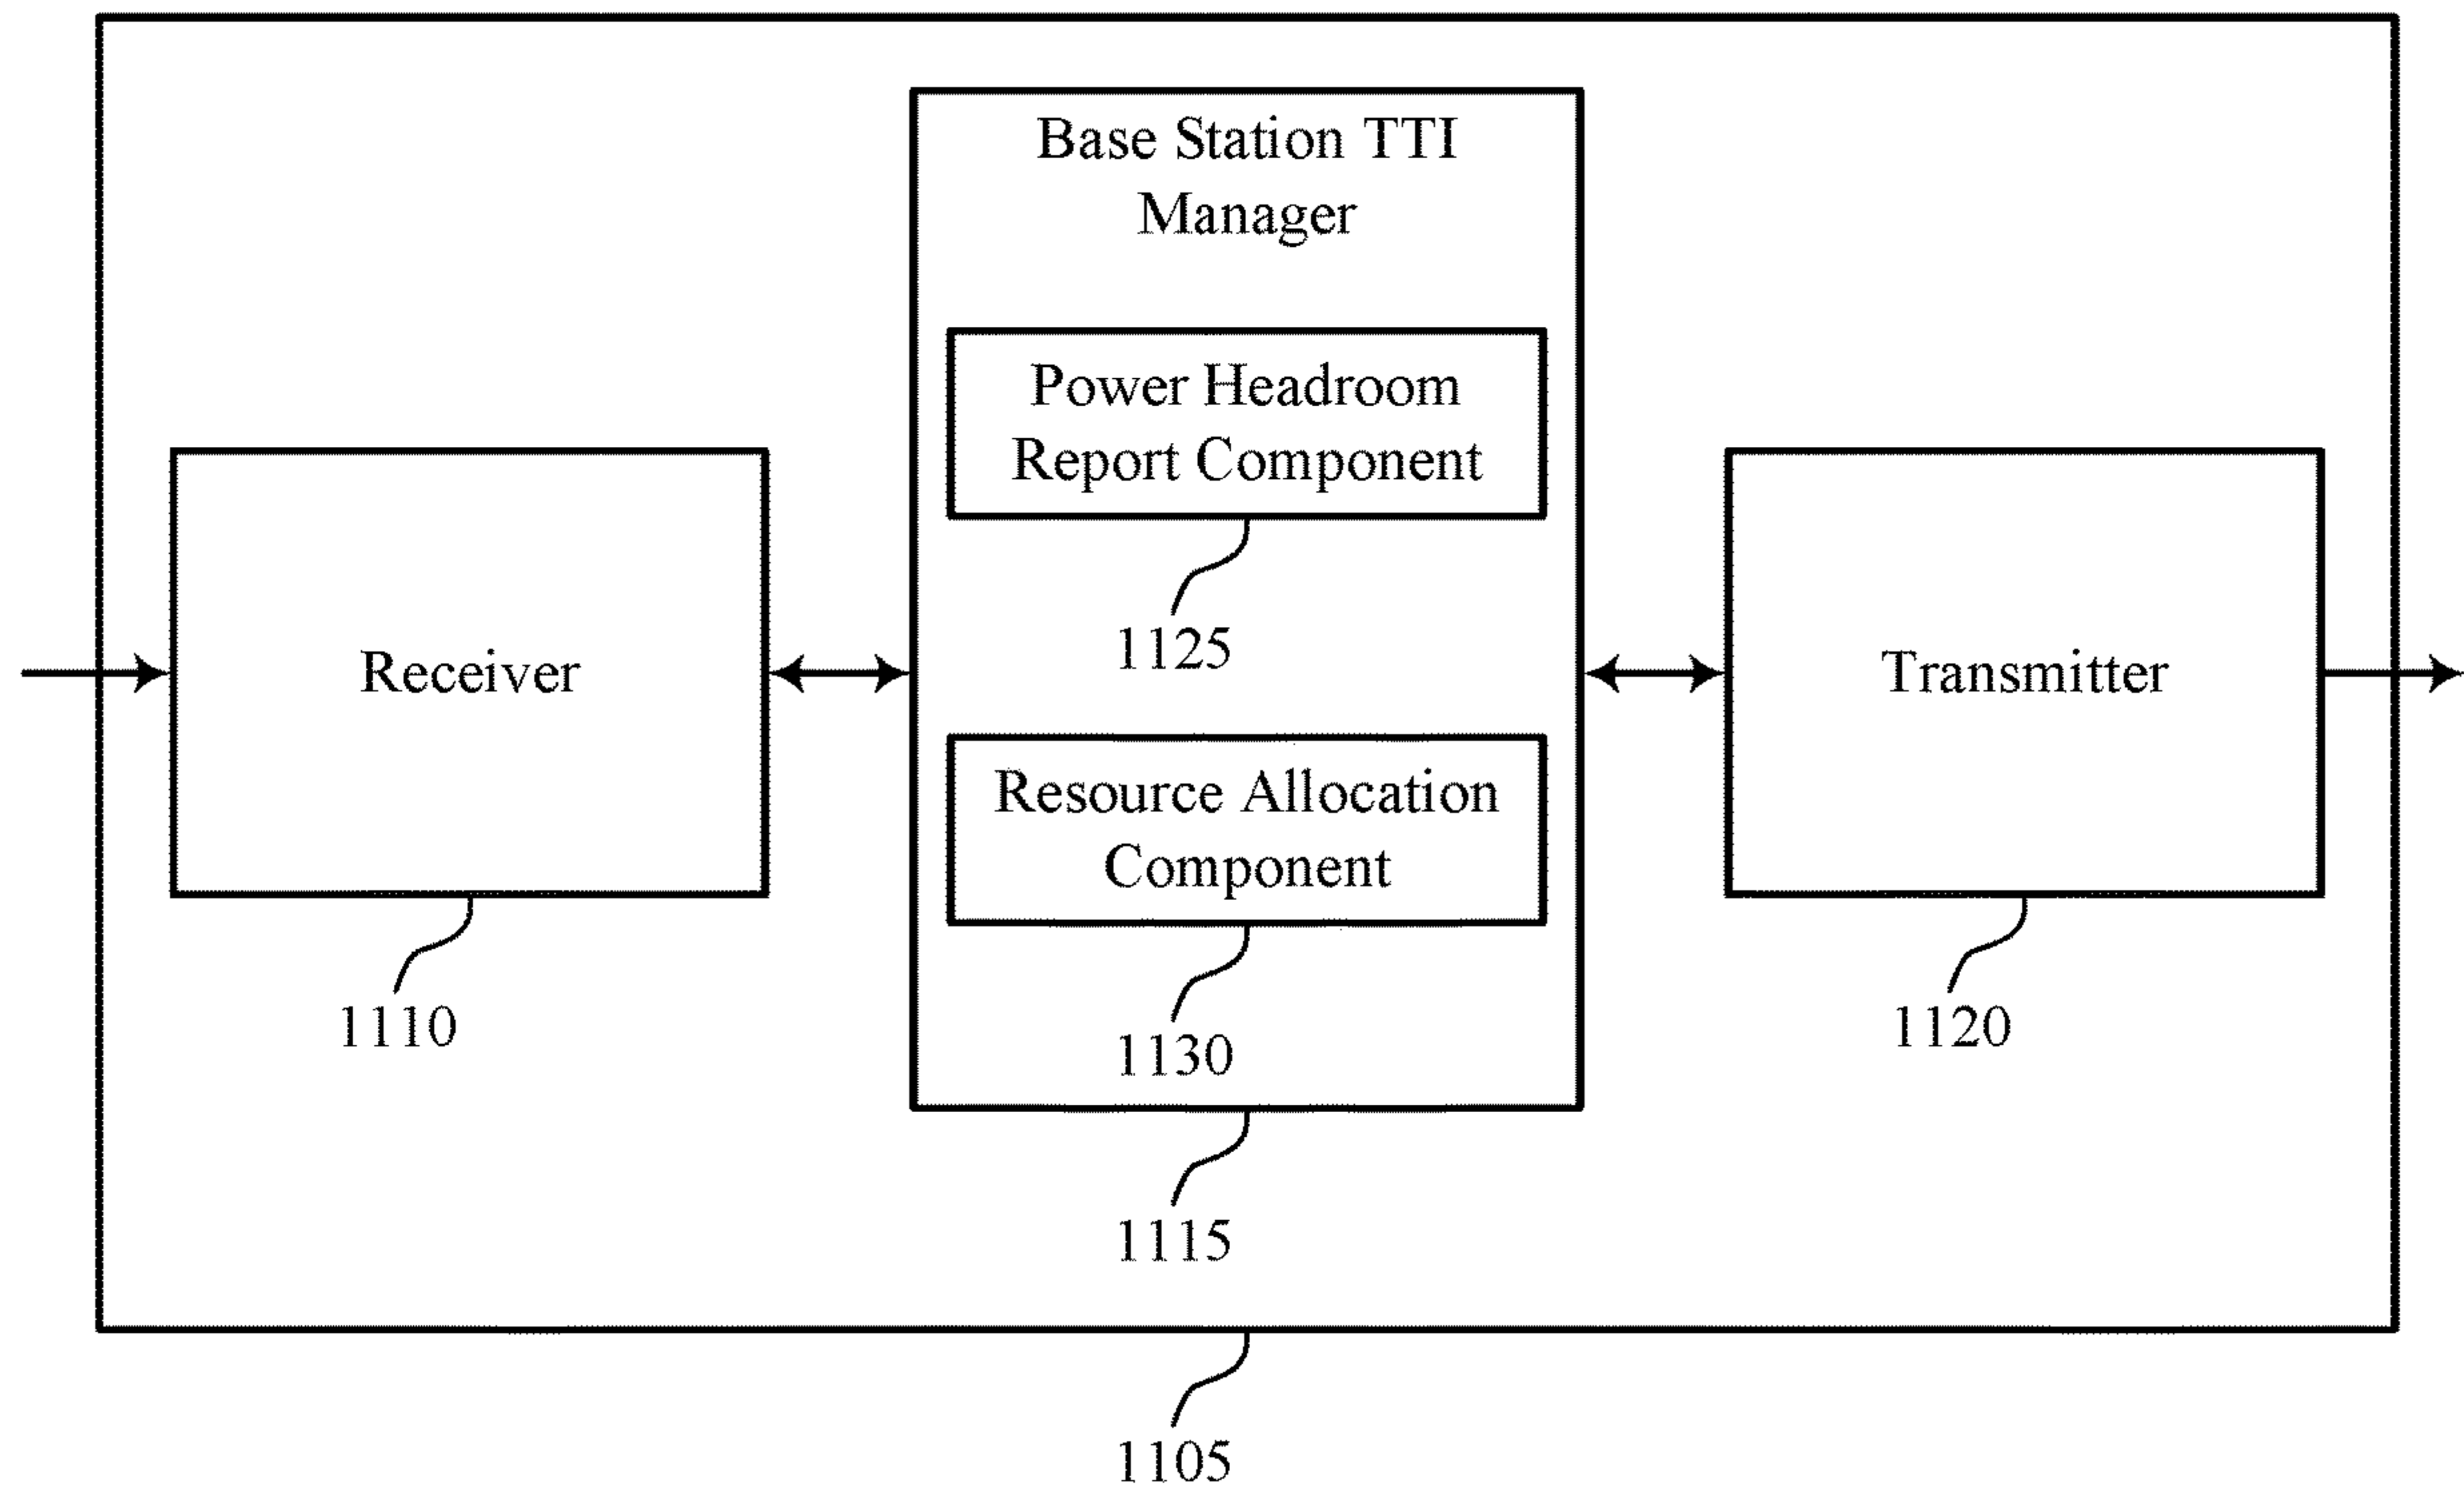 Base Station TTI
Manager
Power Headroom
Report Component
1125
Receiver
Transmitter
Resource Allocation
Component
1110
1130
1120
1115
1105